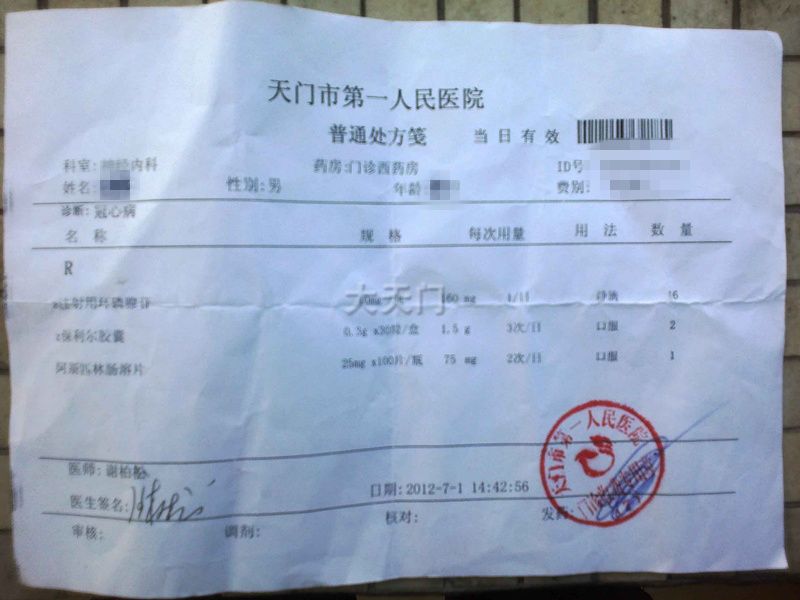 天门市第一人民医院
普通处方笺 当日有效
科室:神经内科 药房:门诊西药房 ID号
姓名: 性别:男 年龄 费别:
诊断:冠心病
名称 规格 每次用量 用法 数量
R
注射用环磷腺苷 160 mg 1/日 静滴 16
z保利尔胶囊 0.3g x30粒/盒 1.5 g 3次/日 口服 2
阿斯匹林肠溶片 25mg x100片/瓶 75 mg 2次/日 口服 1
大天门
医师:谢柏松
日期:2012-7-1 14:42:56
医生签名:
审核: 调剂: 核对: 发药:
天门市第一人民医院